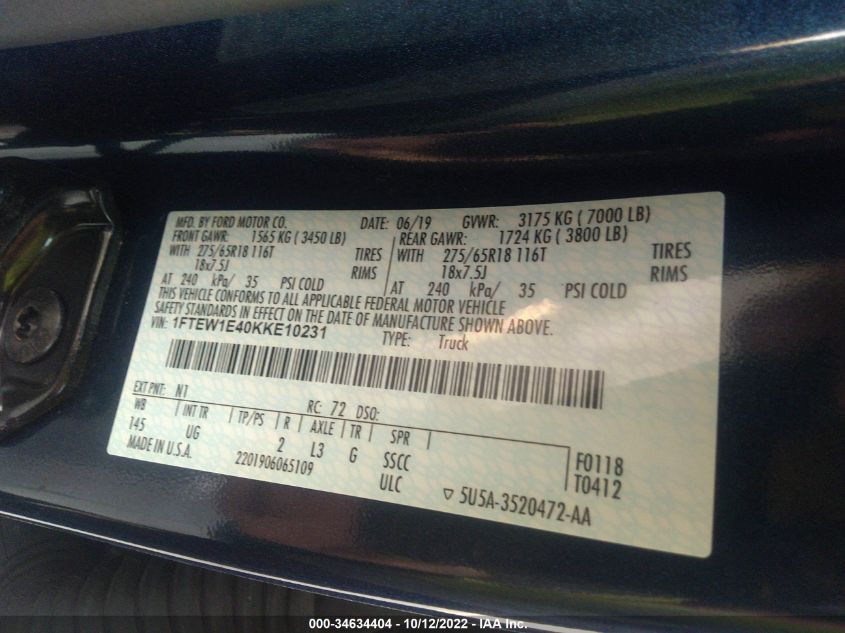 MFD. BY FORD MOTOR CO. DATE: 06/19 GVWR: 3175 KG ( 7000 LB)
FRONT GAWR: 1565 KG ( 3450 LB) REAR GAWR: 1724 KG ( 3800 LB)
WITH 275/65R18 116T TIRES WITH 275/65R18 116T TIRES
18x7.5J RIMS 18x7.5J RIMS
AT 240 kPa/ 35 PSI COLD AT 240 kPa/ 35 PSI COLD
THIS VEHICLE CONFORMS TO ALL APPLICABLE FEDERAL MOTOR VEHICLE
SAFETY STANDARDS IN EFFECT ON THE DATE OF MANUFACTURE SHOWN ABOVE.
VIN: 1FTEW1E40KKE10231
TYPE: Truck
EXT PNT: N1 RC: 72 DSO:
WB INT TR TP/PS R AXLE TR SPR
145 UG 2 L3 G SSCC F0118
MADE IN U.S.A. 2201906065109 ULC T0412
▽ 5U5A-3520472-AA
000-34634404 - 10/12/2022 - IAA Inc.